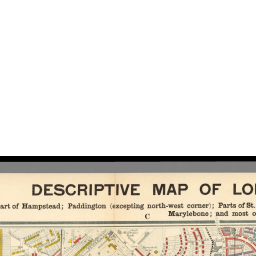 DESCRIPTIVE MAP OF LO
art of Hampstead; Paddington (excepting north-west corner); Parts of St.
C Marylebone; and most o